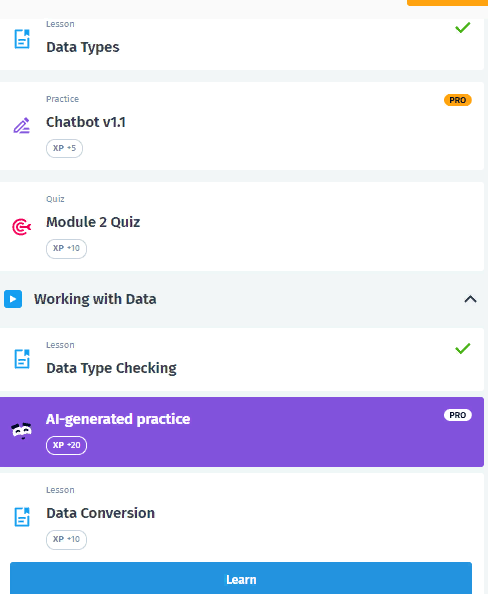 Lesson
Data Types
Practice
PRO
Chatbot v1.1
XP +5
Quiz
Module 2 Quiz
XP +10
Working with Data
Lesson
Data Type Checking
AI-generated practice
PRO
XP +20
Lesson
Data Conversion
XP +10
Learn